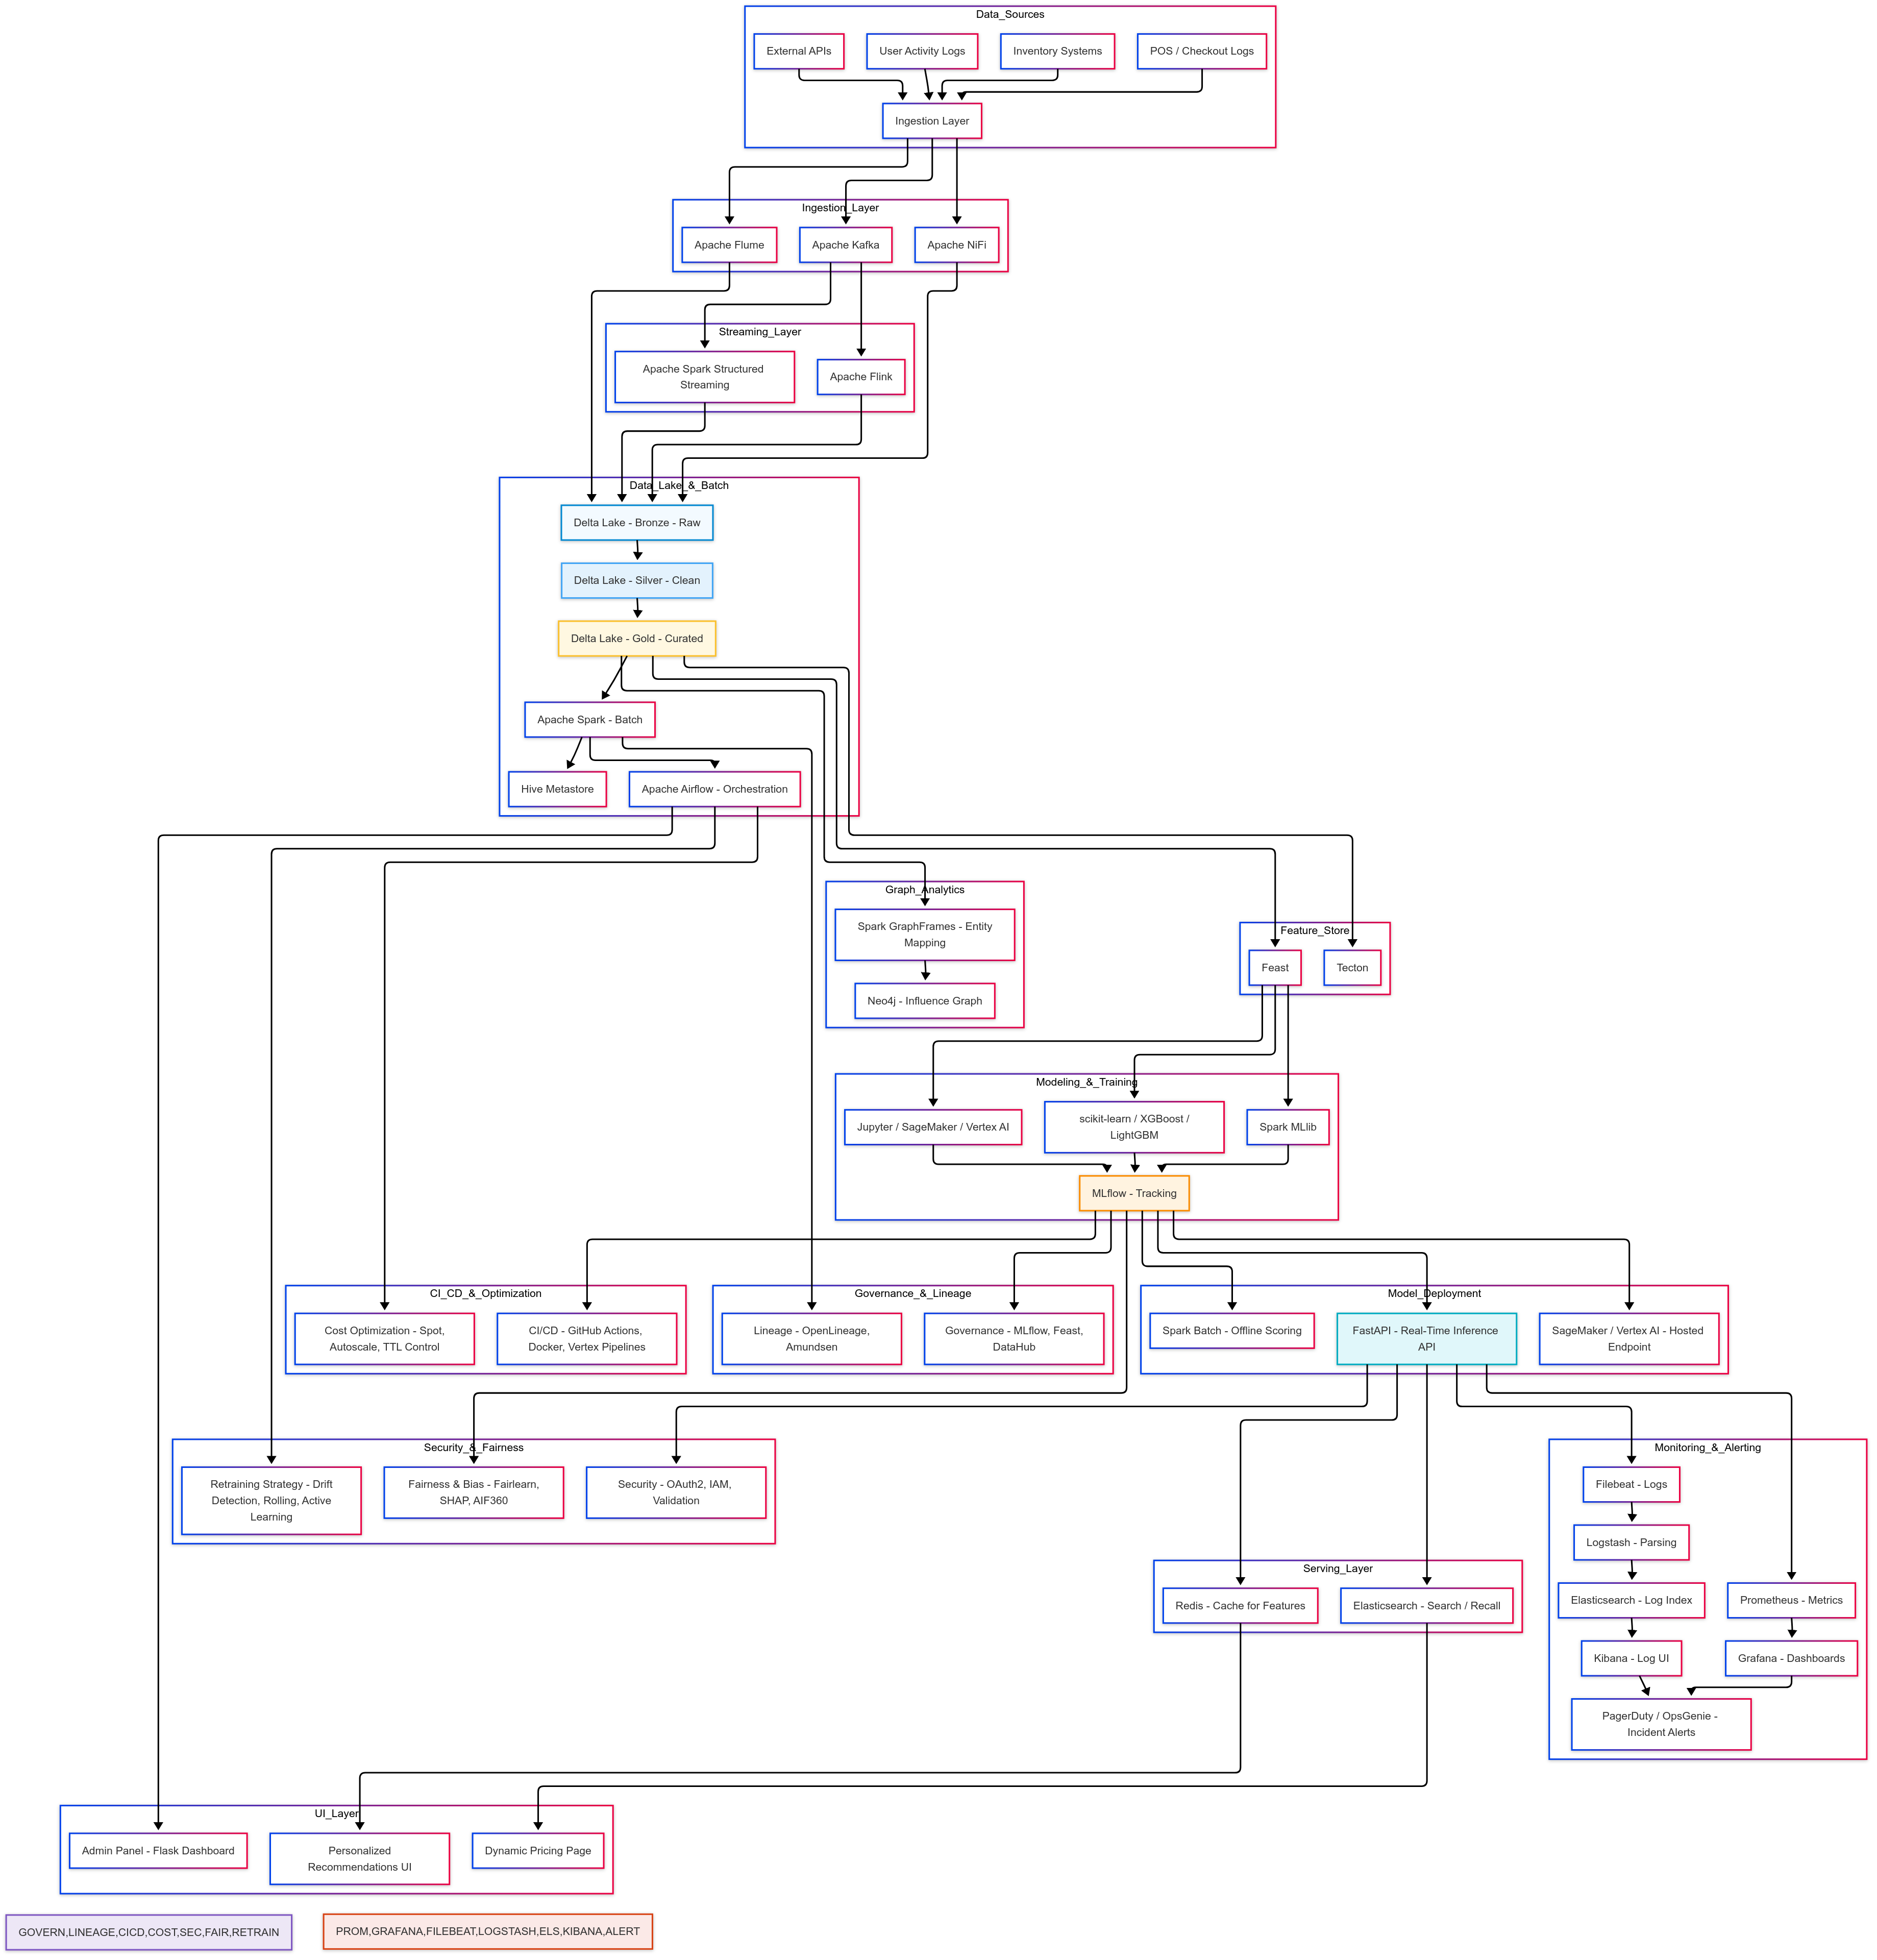 Data_Sources
External APIs
User Activity Logs
Inventory Systems
POS / Checkout Logs
Ingestion Layer
Ingestion_Layer
Apache Flume
Apache Kafka
Apache NiFi
Streaming_Layer
Apache Spark Structured
Streaming
Apache Flink
Data_Lake_&_Batch
Delta Lake - Bronze - Raw
Delta Lake - Silver - Clean
Delta Lake - Gold - Curated
Apache Spark - Batch
Hive Metastore
Apache Airflow - Orchestration
Graph_Analytics
Spark GraphFrames - Entity
Mapping
Neo4j - Influence Graph
Feature_Store
Feast
Tecton
Modeling_&_Training
Jupyter / SageMaker / Vertex AI
scikit-learn / XGBoost /
LightGBM
Spark MLlib
MLflow - Tracking
CI_CD_&_Optimization
Cost Optimization - Spot,
Autoscale, TTL Control
CI/CD - GitHub Actions,
Docker, Vertex Pipelines
Governance_&_Lineage
Lineage - OpenLineage,
Amundsen
Governance - MLflow, Feast,
DataHub
Model_Deployment
Spark Batch - Offline Scoring
FastAPI - Real-Time Inference
API
SageMaker / Vertex AI - Hosted
Endpoint
Security_&_Fairness
Retraining Strategy - Drift
Detection, Rolling, Active
Learning
Fairness & Bias - Fairlearn,
SHAP, AIF360
Security - OAuth2, IAM,
Validation
Monitoring_&_Alerting
Filebeat - Logs
Logstash - Parsing
Elasticsearch - Log Index
Prometheus - Metrics
Kibana - Log UI
Grafana - Dashboards
PagerDuty / OpsGenie -
Incident Alerts
Serving_Layer
Redis - Cache for Features
Elasticsearch - Search / Recall
UI_Layer
Admin Panel - Flask Dashboard
Personalized
Recommendations UI
Dynamic Pricing Page
GOVERN,LINEAGE,CICD,COST,SEC,FAIR,RETRAIN
PROM,GRAFANA,FILEBEAT,LOGSTASH,ELS,KIBANA,ALERT